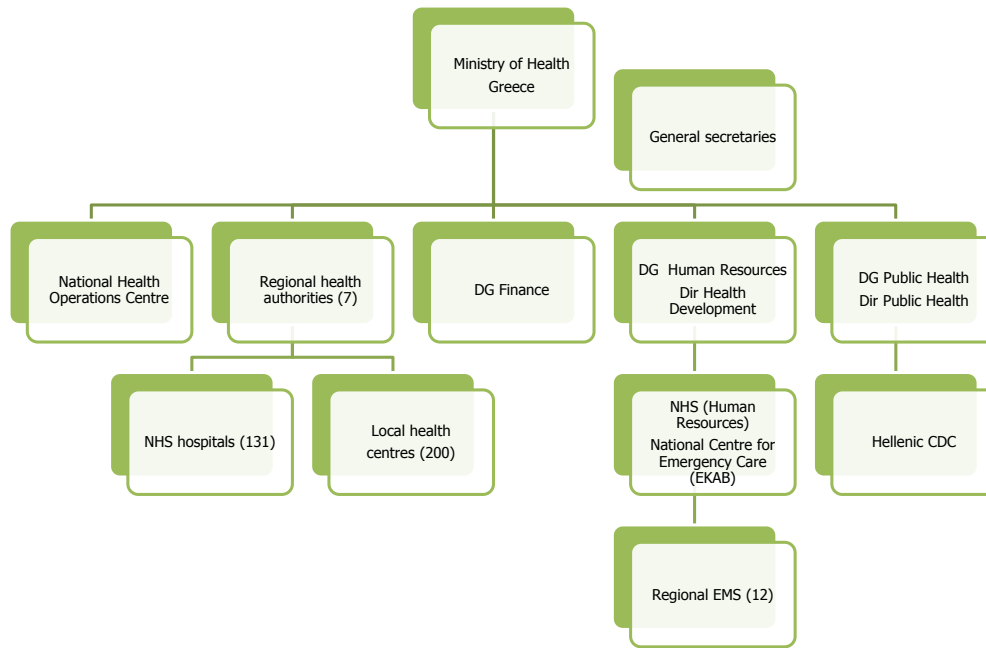 Ministry of Health
Greece
General secretaries
National Health
Operations Centre
Regional health
authorities (7)
DG Finance
DG  Human Resources
Dir Health
Development
DG Public Health
Dir Public Health
NHS hospitals (131)
Local health
centres (200)
NHS (Human
Resources)
National Centre for
Emergency Care
(EKAB)
Hellenic CDC
Regional EMS (12)